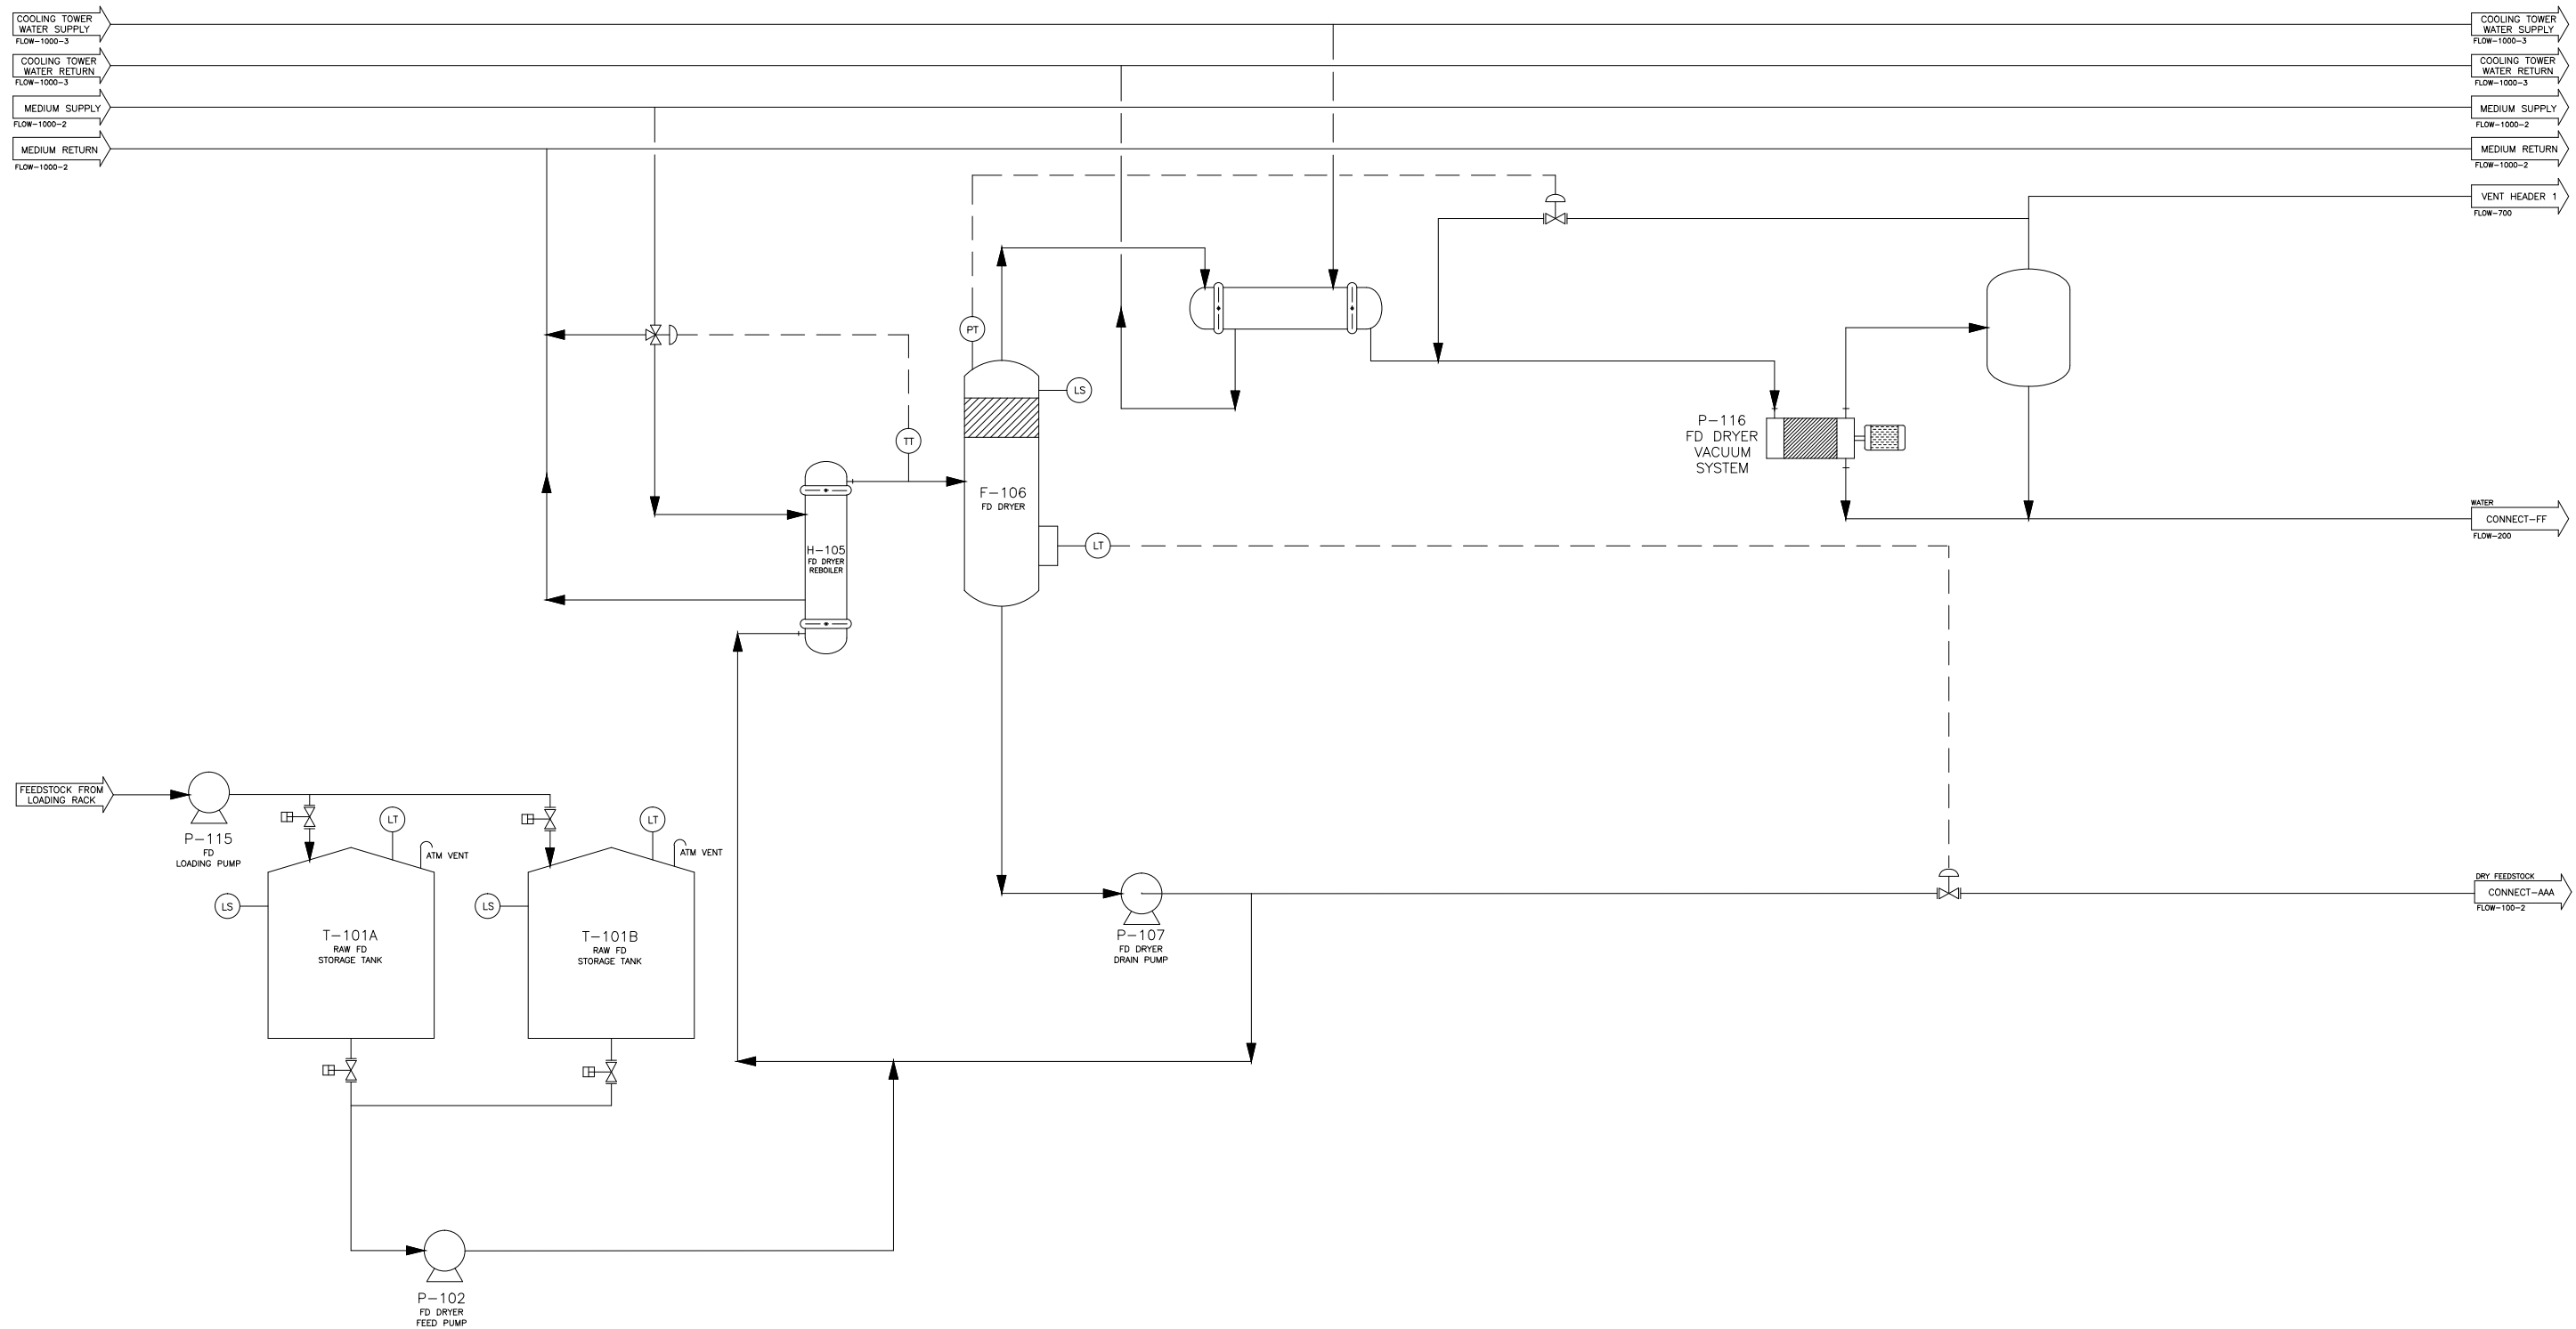 COOLING TOWER
WATER SUPPLY
FLOW-1000-3
COOLING TOWER
WATER RETURN
FLOW-1000-3
MEDIUM SUPPLY
FLOW-1000-2
MEDIUM RETURN
FLOW-1000-2
COOLING TOWER
WATER SUPPLY
FLOW-1000-3
COOLING TOWER
WATER RETURN
FLOW-1000-3
MEDIUM SUPPLY
FLOW-1000-2
MEDIUM RETURN
FLOW-1000-2
VENT HEADER 1
FLOW-700
PT
LS
TT
P-116
FD DRYER
VACUUM
SYSTEM
F-106
FD DRYER
WATER
CONNECT-FF
FLOW-200
LT
H-105
FD DRYER
REBOILER
FEEDSTOCK FROM
LOADING RACK
P-115
FD
LOADING PUMP
LT
ATM VENT
LT
ATM VENT
LS
LS
T-101A
RAW FD
STORAGE TANK
T-101B
RAW FD
STORAGE TANK
P-107
FD DRYER
DRAIN PUMP
DRY FEEDSTOCK
CONNECT-AAA
FLOW-100-2
P-102
FD DRYER
FEED PUMP